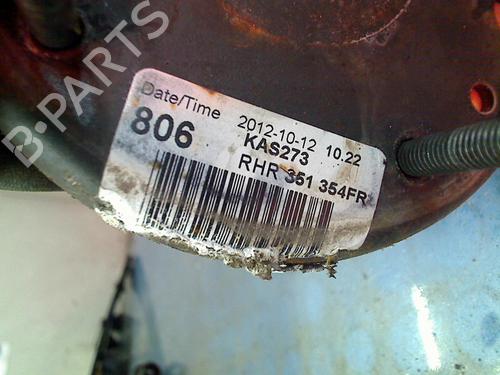 B-PARTS
Date/Time 2012-10-12 10.22
806 KAS273
RHR 351 354FR